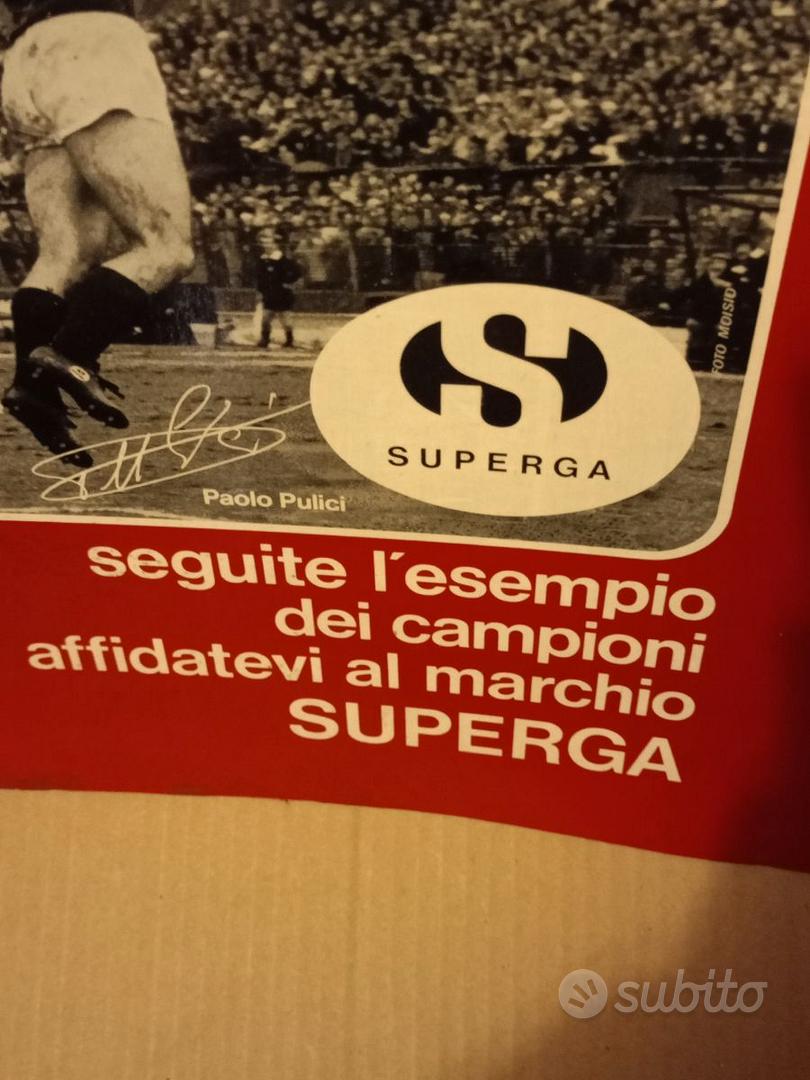 FOTO MOISIO
SUPERGA
Paolo Pulici
seguite l'esempio
dei campioni
affidatevi al marchio
SUPERGA
subito